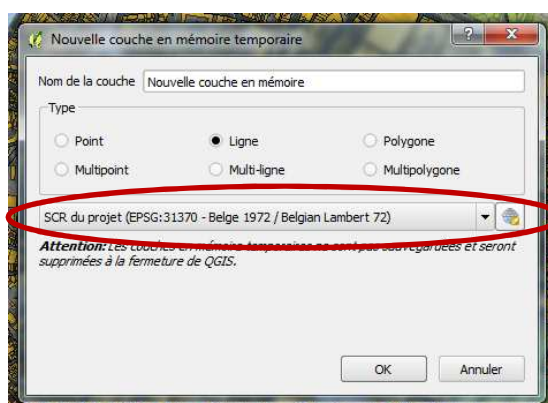 Nouvelle couche en mémoire temporaire
Nom de la couche Nouvelle couche en mémoire
Type
Point Ligne Polygone
Multipoint Multi-ligne Multipolygone
SCR du projet (EPSG:31370 - Belge 1972 / Belgian Lambert 72)
Attention: Les couches en mémoire temporaires ne sont pas sauvegardées et seront
supprimées à la fermeture de QGIS.
OK Annuler